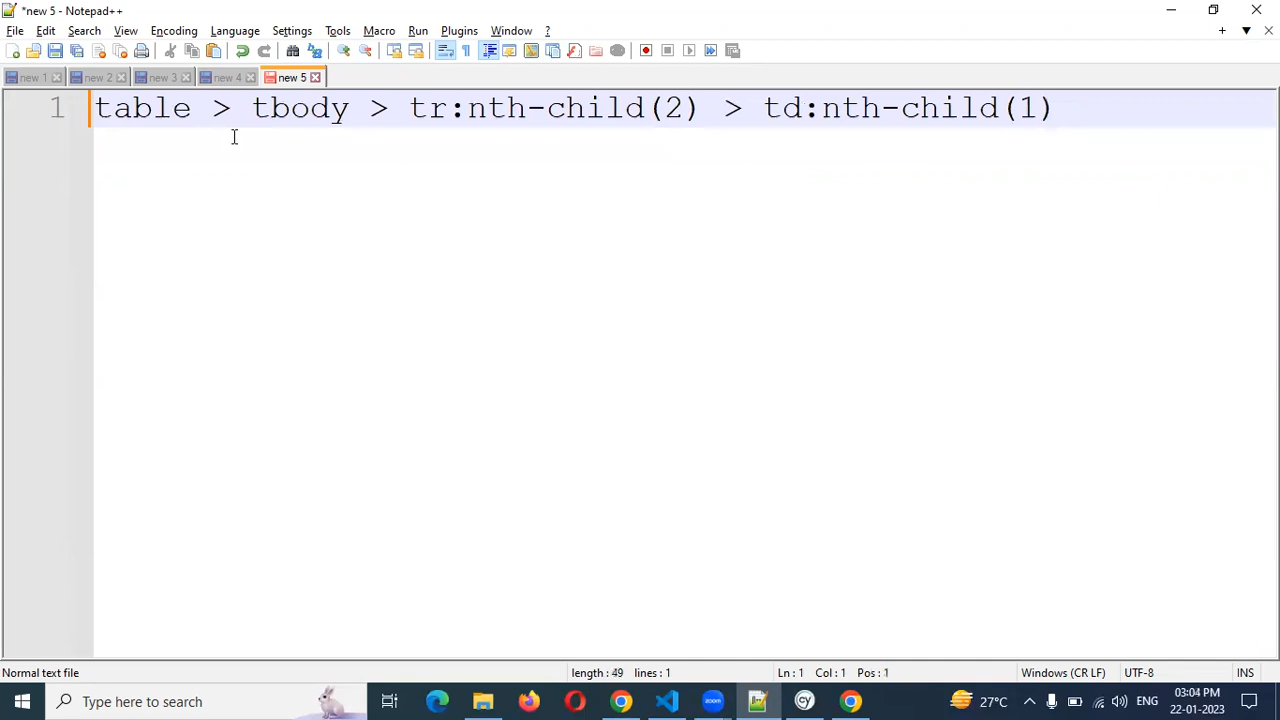 *new 5 - Notepad++
File Edit Search View Encoding Language Settings Tools Macro Run Plugins Window ?
new 1 new 2 new 3 new 4 new 5
1 table > tbody > tr:nth-child(2) > td:nth-child(1)
Normal text file length : 49 lines : 1 Ln : 1 Col : 1 Pos : 1 Windows (CR LF) UTF-8 INS
Type here to search 27°C ENG 03:04 PM
22-01-2023